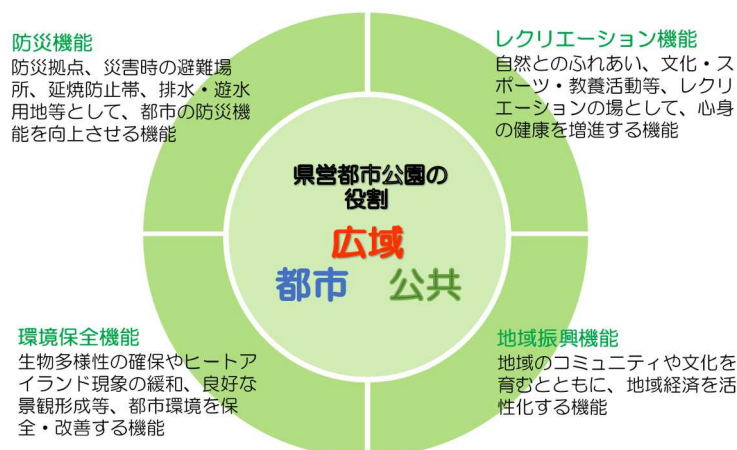 防災機能
防災拠点、災害時の避難場
所、延焼防止帯、排水・遊水
用地等として、都市の防災機
能を向上させる機能
レクリエーション機能
自然とのふれあい、文化・ス
ポーツ・教養活動等、レクリ
エーションの場として、心身
の健康を増進する機能
県営都市公園の
役割
広域
都市 公共
環境保全機能
生物多様性の確保やヒートア
イランド現象の緩和、良好な
景観形成等、都市環境を保
全・改善する機能
地域振興機能
地域のコミュニティや文化を
育むとともに、地域経済を活
性化する機能